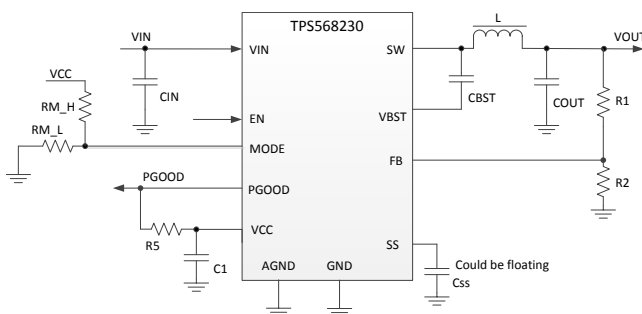 TPS568230
L
VIN
VIN
SW
VOUT
VCC
CIN
CBST
COUT
R1
RM_H
EN
VBST
RM_L
MODE
FB
PGOOD
PGOOD
R2
R5
VCC
SS
C1
AGND
GND
Could be floating
Css